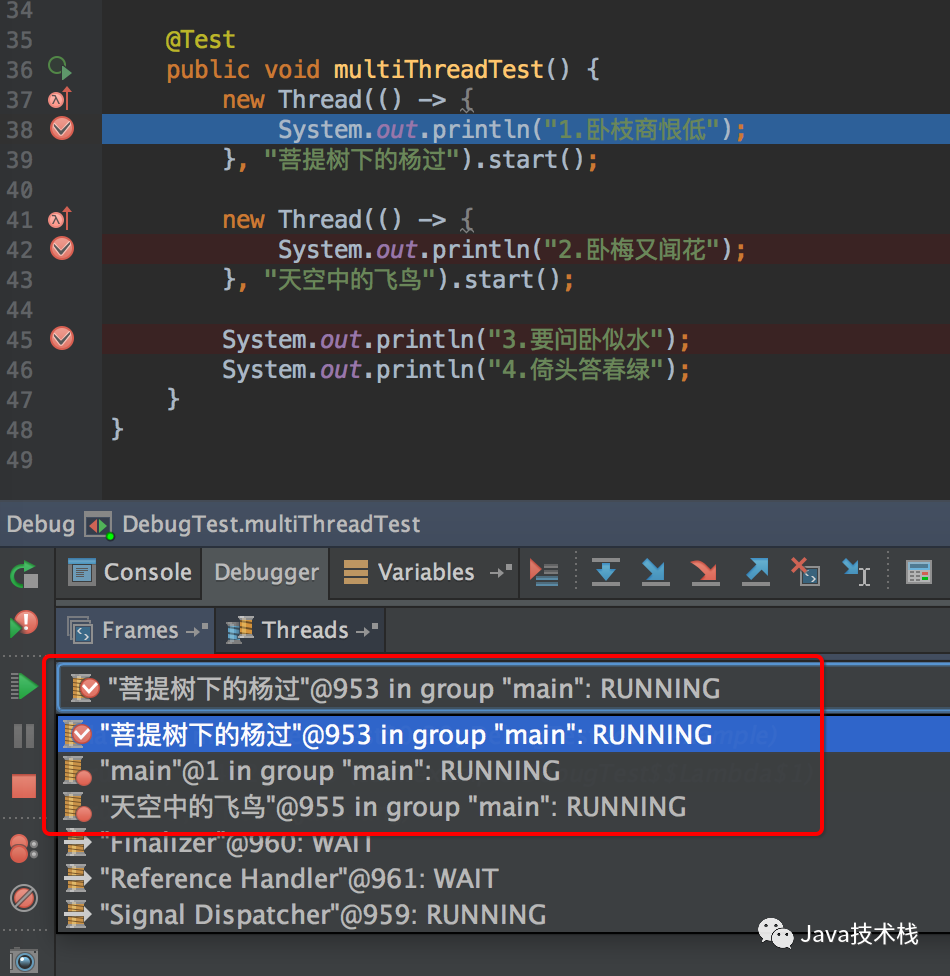 34
35 @Test
36 public void multiThreadTest() {
37 new Thread(() -> {
38 System.out.println("1.卧枝商恨低");
39 }, "菩提树下的杨过").start();
40
41 new Thread(() -> {
42 System.out.println("2.卧梅又闻花");
43 }, "天空中的飞鸟").start();
44
45 System.out.println("3.要问卧似水");
46 System.out.println("4.倚头答春绿");
47 }
48 }
49
Debug DebugTest.multiThreadTest
Console Debugger Variables
Frames Threads
"菩提树下的杨过"@953 in group "main": RUNNING
"菩提树下的杨过"@953 in group "main": RUNNING
"main"@1 in group "main": RUNNING
"天空中的飞鸟"@955 in group "main": RUNNING
"Finalizer"@960: WAIT
"Reference Handler"@961: WAIT
"Signal Dispatcher"@959: RUNNING
Java技术栈